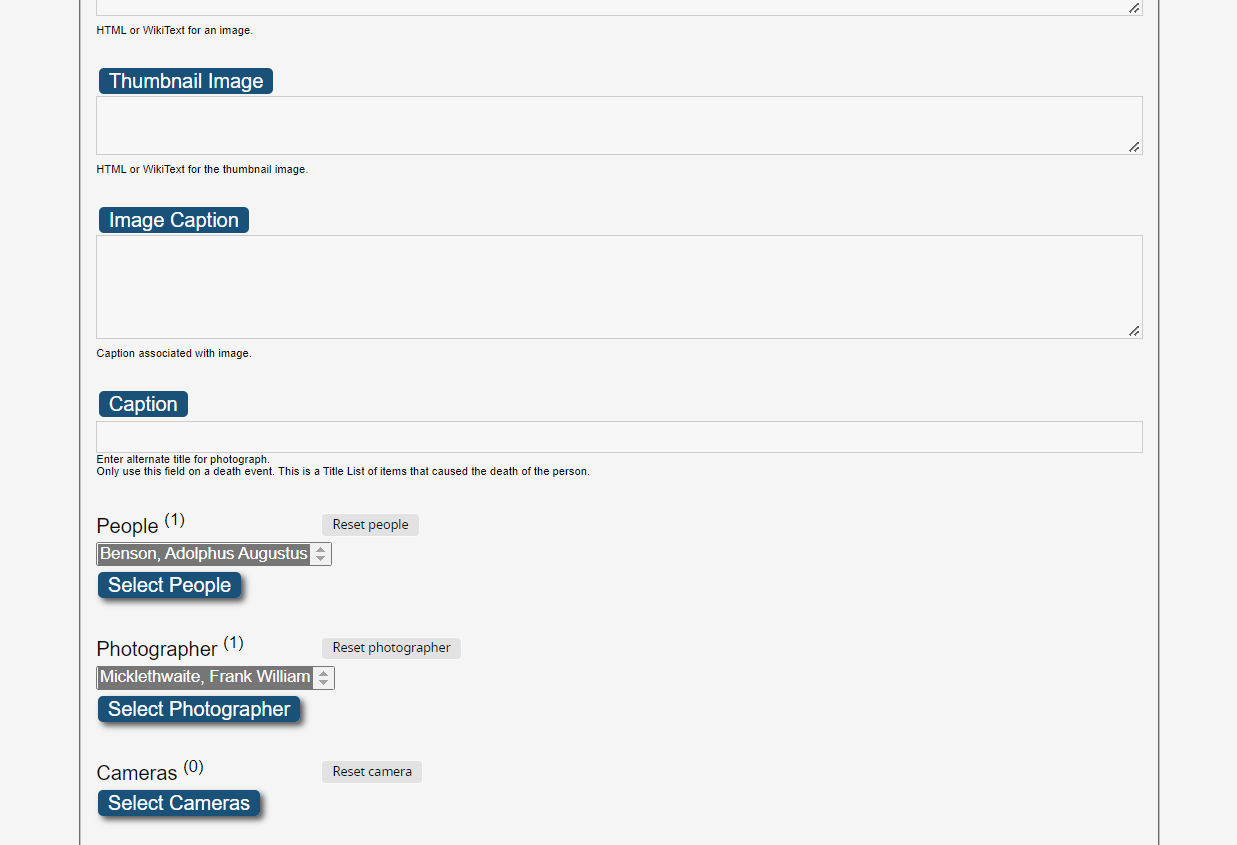 HTML or WikiText for an image.
Thumbnail Image
HTML or WikiText for the thumbnail image.
Image Caption
Caption associated with image.
Caption
Enter alternate title for photograph.
Only use this field on a death event. This is a Title List of items that caused the death of the person.
People (1) Reset people
Benson, Adolphus Augustus
Select People
Photographer (1) Reset photographer
Micklethwaite, Frank William
Select Photographer
Cameras (0) Reset camera
Select Cameras